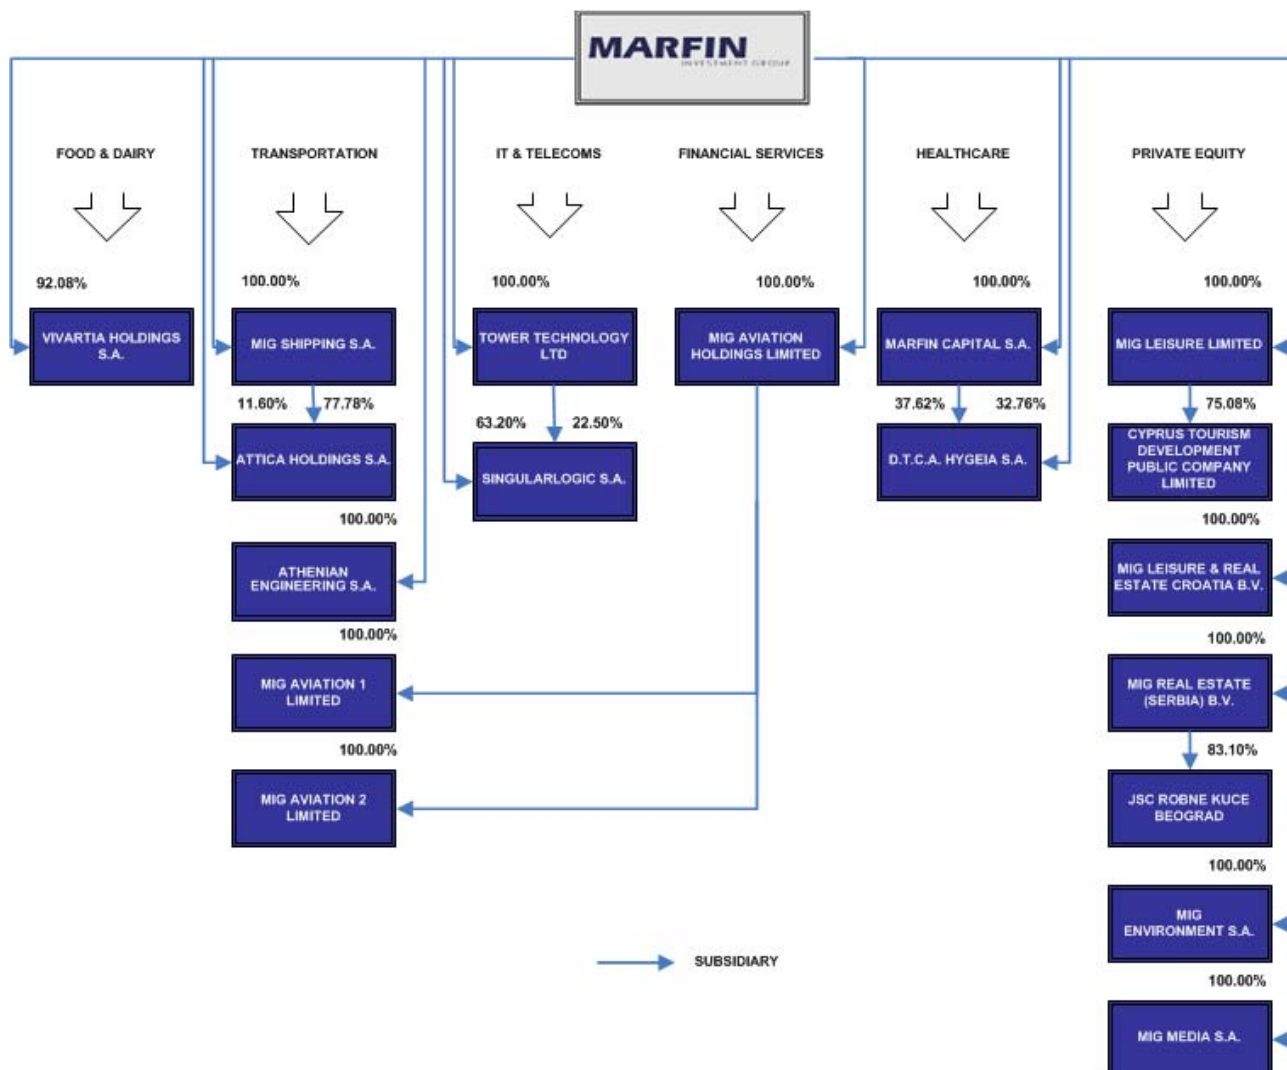 MARFIN
INVESTMENT GROUP
FOOD & DAIRY
TRANSPORTATION
IT & TELECOMS
FINANCIAL SERVICES
HEALTHCARE
PRIVATE EQUITY
92.08%
100.00%
100.00%
100.00%
100.00%
100.00%
VIVARTIA HOLDINGS
S.A.
MIG SHIPPING S.A.
TOWER TECHNOLOGY
LTD
MIG AVIATION
HOLDINGS LIMITED
MARFIN CAPITAL S.A.
MIG LEISURE LIMITED
11.60%
77.78%
63.20%
22.50%
37.62%
32.76%
75.08%
ATTICA HOLDINGS S.A.
SINGULARLOGIC S.A.
D.T.C.A. HYGEIA S.A.
CYPRUS TOURISM
DEVELOPMENT
PUBLIC COMPANY
LIMITED
100.00%
100.00%
ATHENIAN
ENGINEERING S.A.
MIG LEISURE & REAL
ESTATE CROATIA B.V.
100.00%
100.00%
MIG AVIATION 1
LIMITED
MIG REAL ESTATE
(SERBIA) B.V.
100.00%
83.10%
MIG AVIATION 2
LIMITED
JSC ROBNE KUCE
BEOGRAD
100.00%
MIG
ENVIRONMENT S.A.
SUBSIDIARY
100.00%
MIG MEDIA S.A.